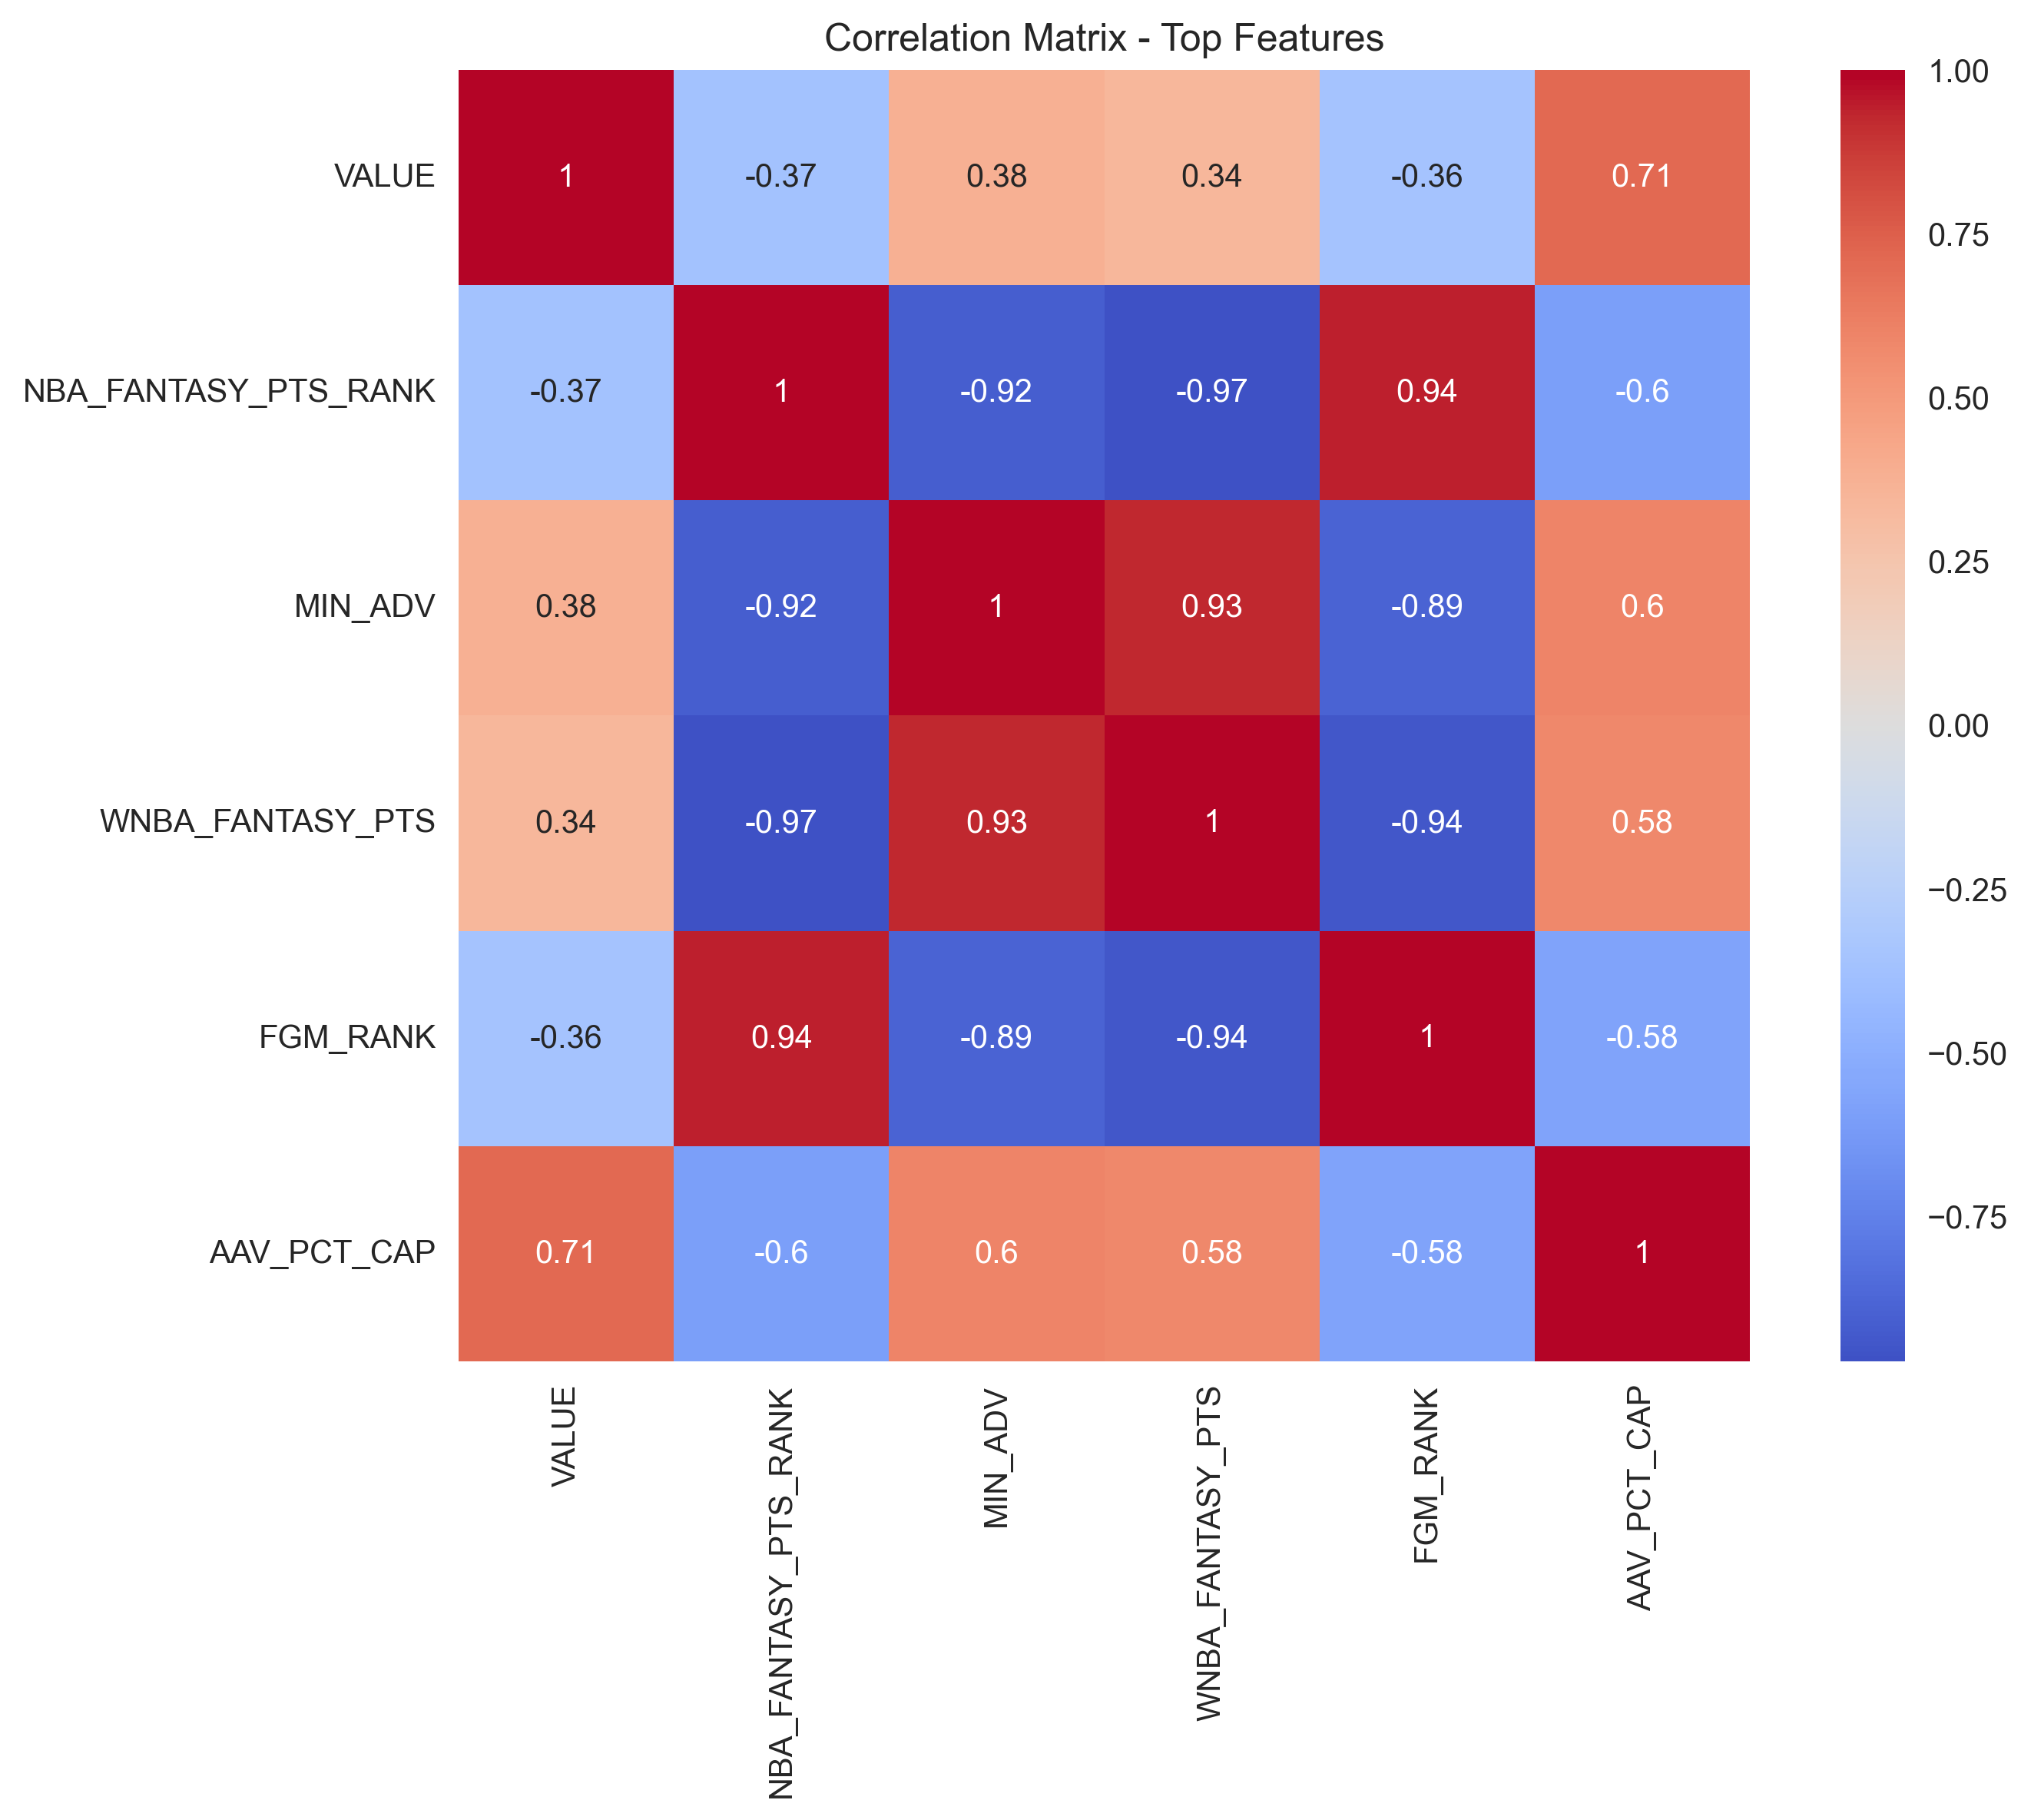 Correlation Matrix - Top Features
VALUE 1 -0.37 0.38 0.34 -0.36 0.71
NBA_FANTASY_PTS_RANK -0.37 1 -0.92 -0.97 0.94 -0.6
MIN_ADV 0.38 -0.92 1 0.93 -0.89 0.6
WNBA_FANTASY_PTS 0.34 -0.97 0.93 1 -0.94 0.58
FGM_RANK -0.36 0.94 -0.89 -0.94 1 -0.58
AAV_PCT_CAP 0.71 -0.6 0.6 0.58 -0.58 1
VALUE
NBA_FANTASY_PTS_RANK
MIN_ADV
WNBA_FANTASY_PTS
FGM_RANK
AAV_PCT_CAP
1.00
0.75
0.50
0.25
0.00
−0.25
−0.50
−0.75